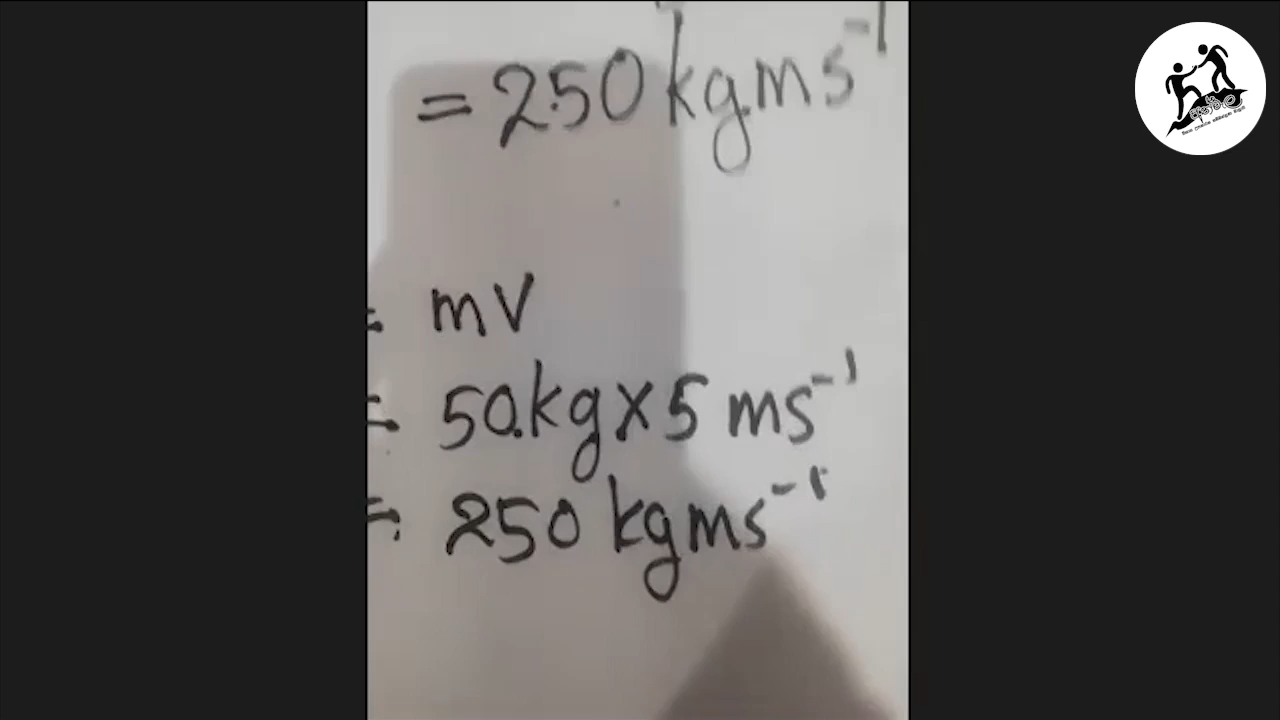 = 250 kgms⁻¹
= mv
= 50kg x 5 ms⁻¹
= 250 kgms⁻¹